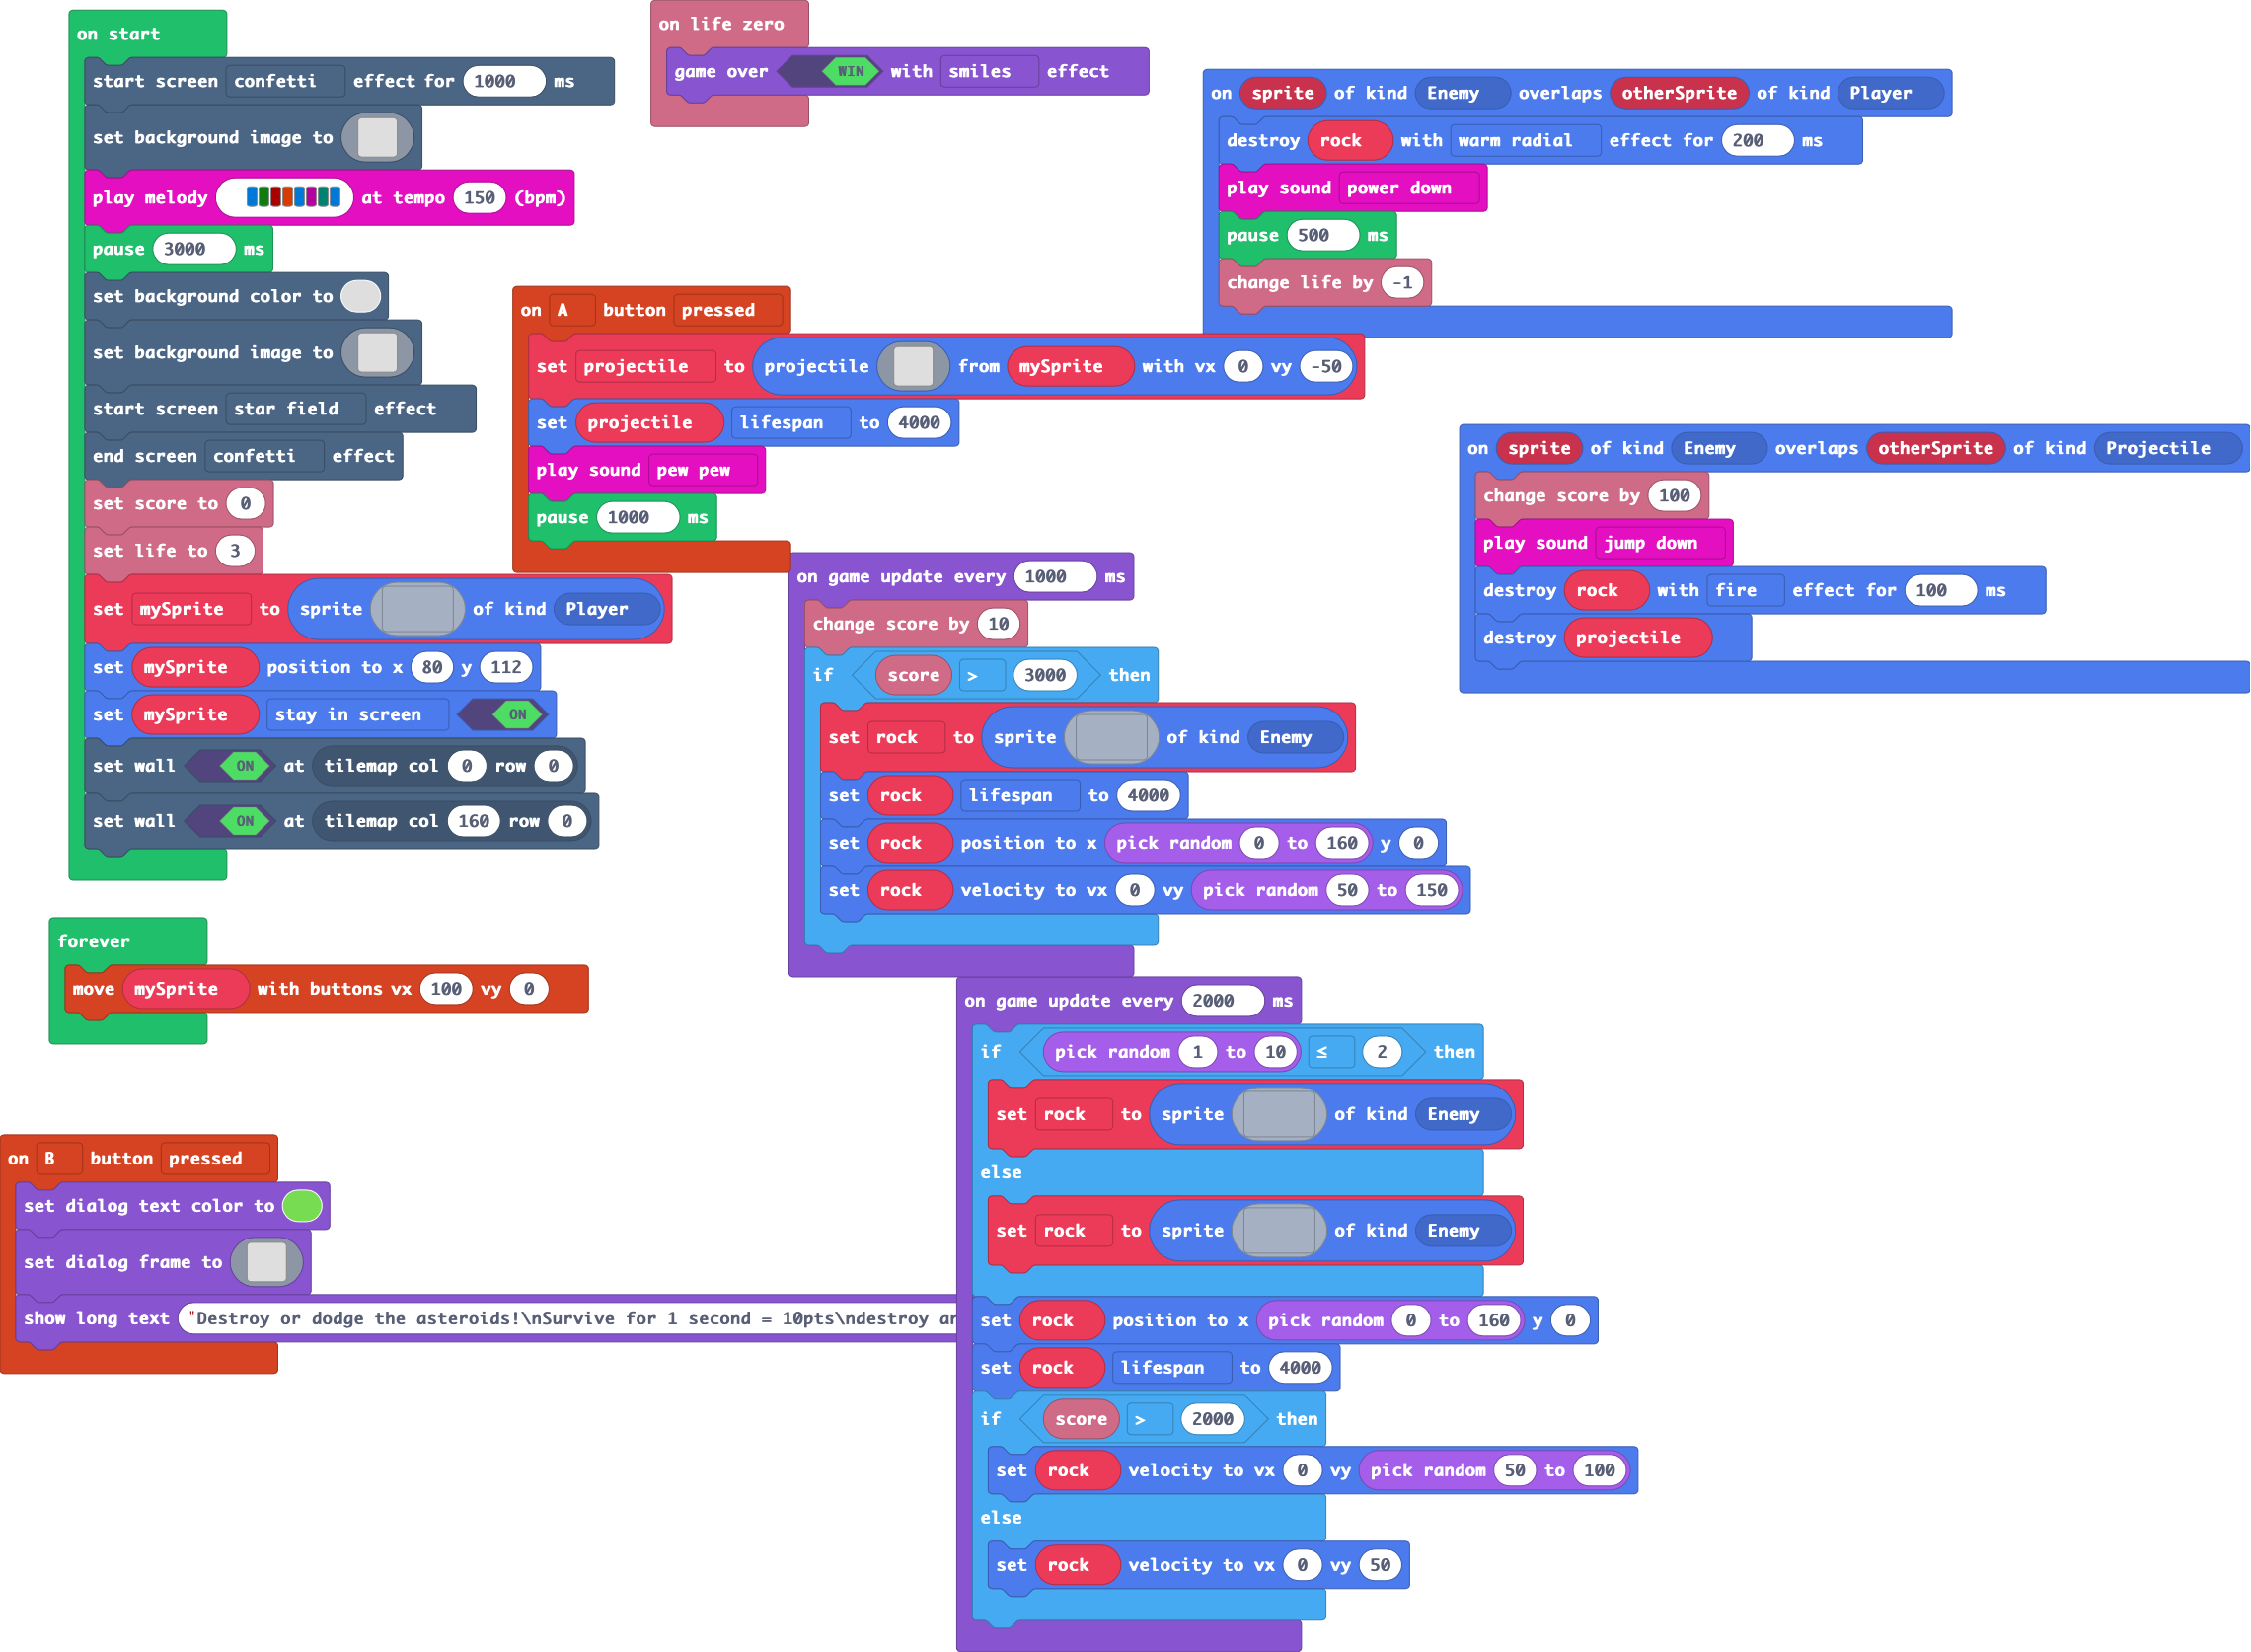 on start
start screen confetti effect for 1000 ms
set background image to
play melody at tempo 150 (bpm)
pause 3000 ms
set background color to
set background image to
start screen star field effect
end screen confetti effect
set score to 0
set life to 3
set mySprite to sprite of kind Player
set mySprite position to x 80 y 112
set mySprite stay in screen ON
set wall ON at tilemap col 0 row 0
set wall ON at tilemap col 160 row 0
forever
move mySprite with buttons vx 100 vy 0
on B button pressed
set dialog text color to
set dialog frame to
show long text "Destroy or dodge the asteroids!\nSurvive for 1 second = 10pts\ndestroy
on life zero
game over WIN with smiles effect
on A button pressed
set projectile to projectile from mySprite with vx 0 vy -50
set projectile lifespan to 4000
play sound pew pew
pause 1000 ms
on game update every 1000 ms
change score by 10
if score > 3000 then
set rock to sprite of kind Enemy
set rock lifespan to 4000
set rock position to x pick random 0 to 160 y 0
set rock velocity to vx 0 vy pick random 50 to 150
on game update every 2000 ms
if pick random 1 to 10 ≤ 2 then
set rock to sprite of kind Enemy
else
set rock to sprite of kind Enemy
set rock position to x pick random 0 to 160 y 0
set rock lifespan to 4000
if score > 2000 then
set rock velocity to vx 0 vy pick random 50 to 100
else
set rock velocity to vx 0 vy 50
on sprite of kind Enemy overlaps otherSprite of kind Player
destroy rock with warm radial effect for 200 ms
play sound power down
pause 500 ms
change life by -1
on sprite of kind Enemy overlaps otherSprite of kind Projectile
change score by 100
play sound jump down
destroy rock with fire effect for 100 ms
destroy projectile